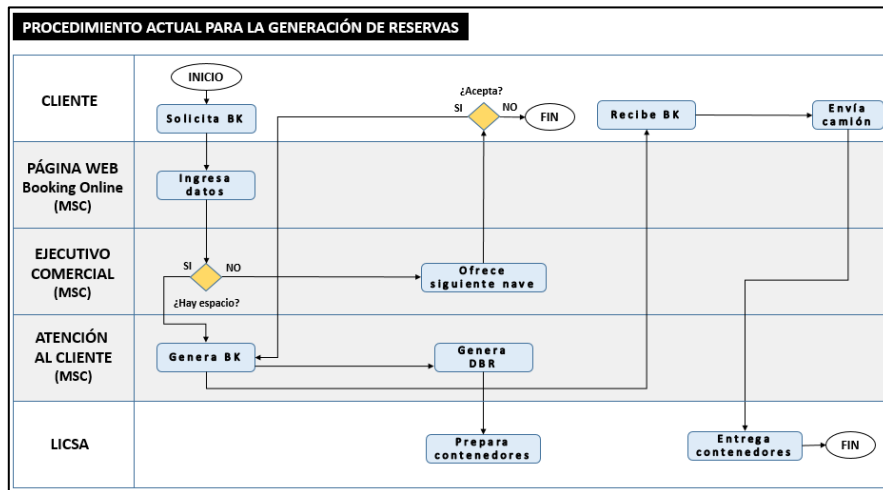 PROCEDIMIENTO ACTUAL PARA LA GENERACIÓN DE RESERVAS
CLIENTE
INICIO
Solicita BK
¿Acepta?
SI
NO
FIN
Recibe BK
Envía
camión
PÁGINA WEB
Booking Online
(MSC)
Ingresa
datos
EJECUTIVO
COMERCIAL
(MSC)
SI
NO
¿Hay espacio?
Ofrece
siguiente nave
ATENCIÓN
AL CLIENTE
(MSC)
Genera BK
Genera
DBR
LICSA
Prepara
contenedores
Entrega
contenedores
FIN